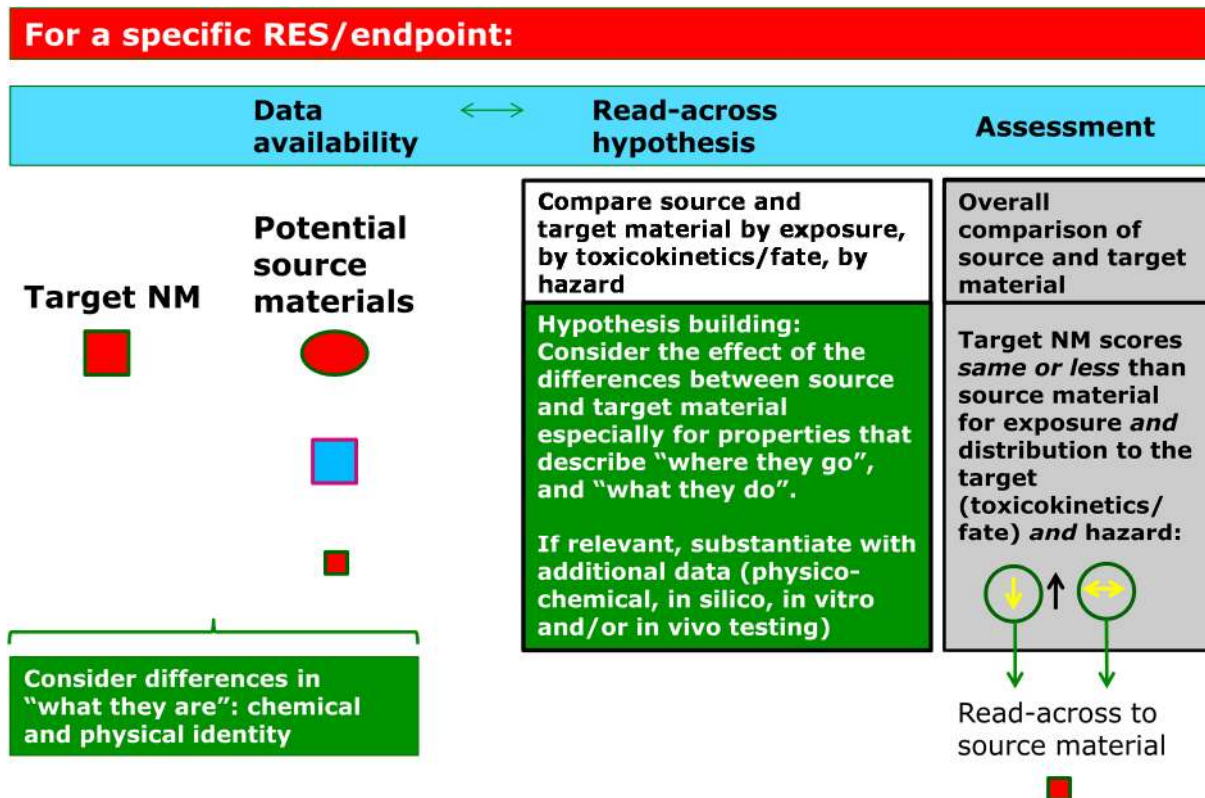 For a specific RES/endpoint:
Data
availability
Read-across
hypothesis
Assessment
Target NM
Potential
source
materials
Consider differences in
“what they are”: chemical
and physical identity
Compare source and
target material by exposure,
by toxicokinetics/fate, by
hazard
Hypothesis building:
Consider the effect of the
differences between source
and target material
especially for properties that
describe “where they go”,
and “what they do”.
If relevant, substantiate with
additional data (physico-
chemical, in silico, in vitro
and/or in vivo testing)
Overall
comparison of
source and target
material
Target NM scores
same or less than
source material
for exposure and
distribution to the
target
(toxicokinetics/
fate) and hazard:
Read-across to
source material